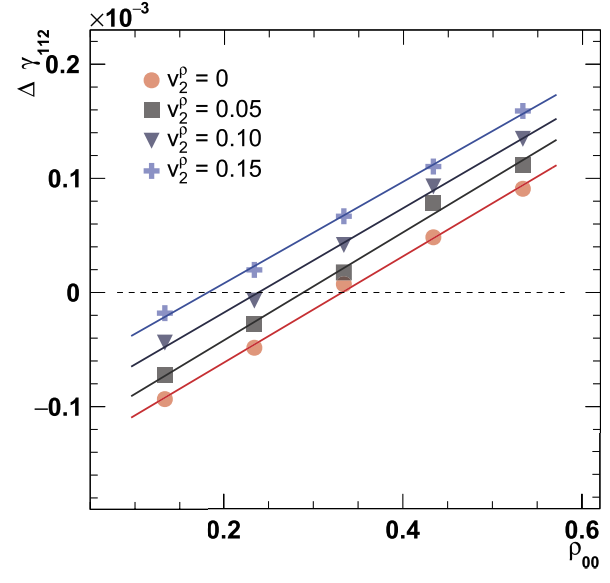 ×10⁻³
Δ γ₁₁₂
0.2
0.1
0
−0.1
v₂^ρ = 0
v₂^ρ = 0.05
v₂^ρ = 0.10
v₂^ρ = 0.15
0.2 0.4 0.6
ρ₀₀